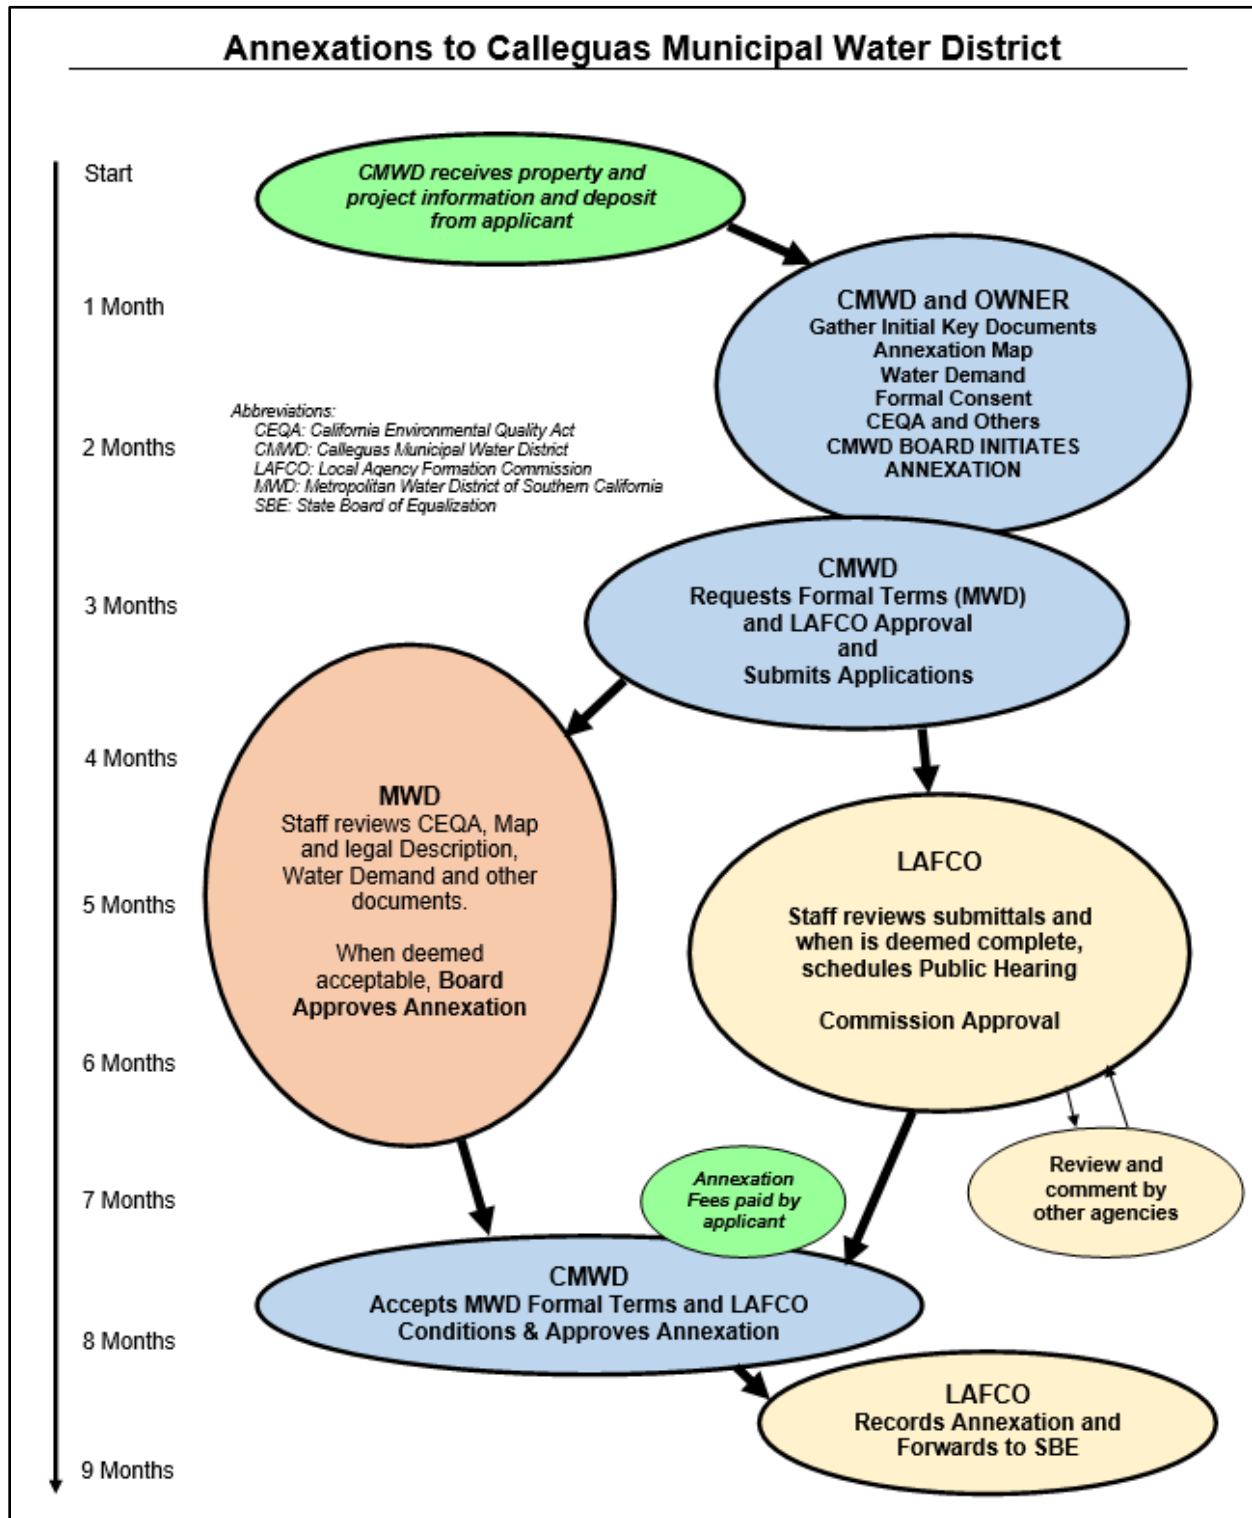 Annexations to Calleguas Municipal Water District
Start
CMWD receives property and
project information and deposit
from applicant
1 Month
CMWD and OWNER
Gather Initial Key Documents
Annexation Map
Water Demand
Formal Consent
CEQA and Others
CMWD BOARD INITIATES
ANNEXATION
Abbreviations:
CEQA: California Environmental Quality Act
CMWD: Calleguas Municipal Water District
LAFCO: Local Agency Formation Commission
MWD: Metropolitan Water District of Southern California
SBE: State Board of Equalization
2 Months
CMWD
Requests Formal Terms (MWD)
and LAFCO Approval
and
Submits Applications
3 Months
4 Months
MWD
Staff reviews CEQA, Map
and legal Description,
Water Demand and other
documents.
When deemed
acceptable, Board
Approves Annexation
LAFCO
Staff reviews submittals and
when is deemed complete,
schedules Public Hearing
Commission Approval
5 Months
6 Months
Review and
comment by
other agencies
Annexation
Fees paid by
applicant
7 Months
CMWD
Accepts MWD Formal Terms and LAFCO
Conditions & Approves Annexation
8 Months
LAFCO
Records Annexation and
Forwards to SBE
9 Months